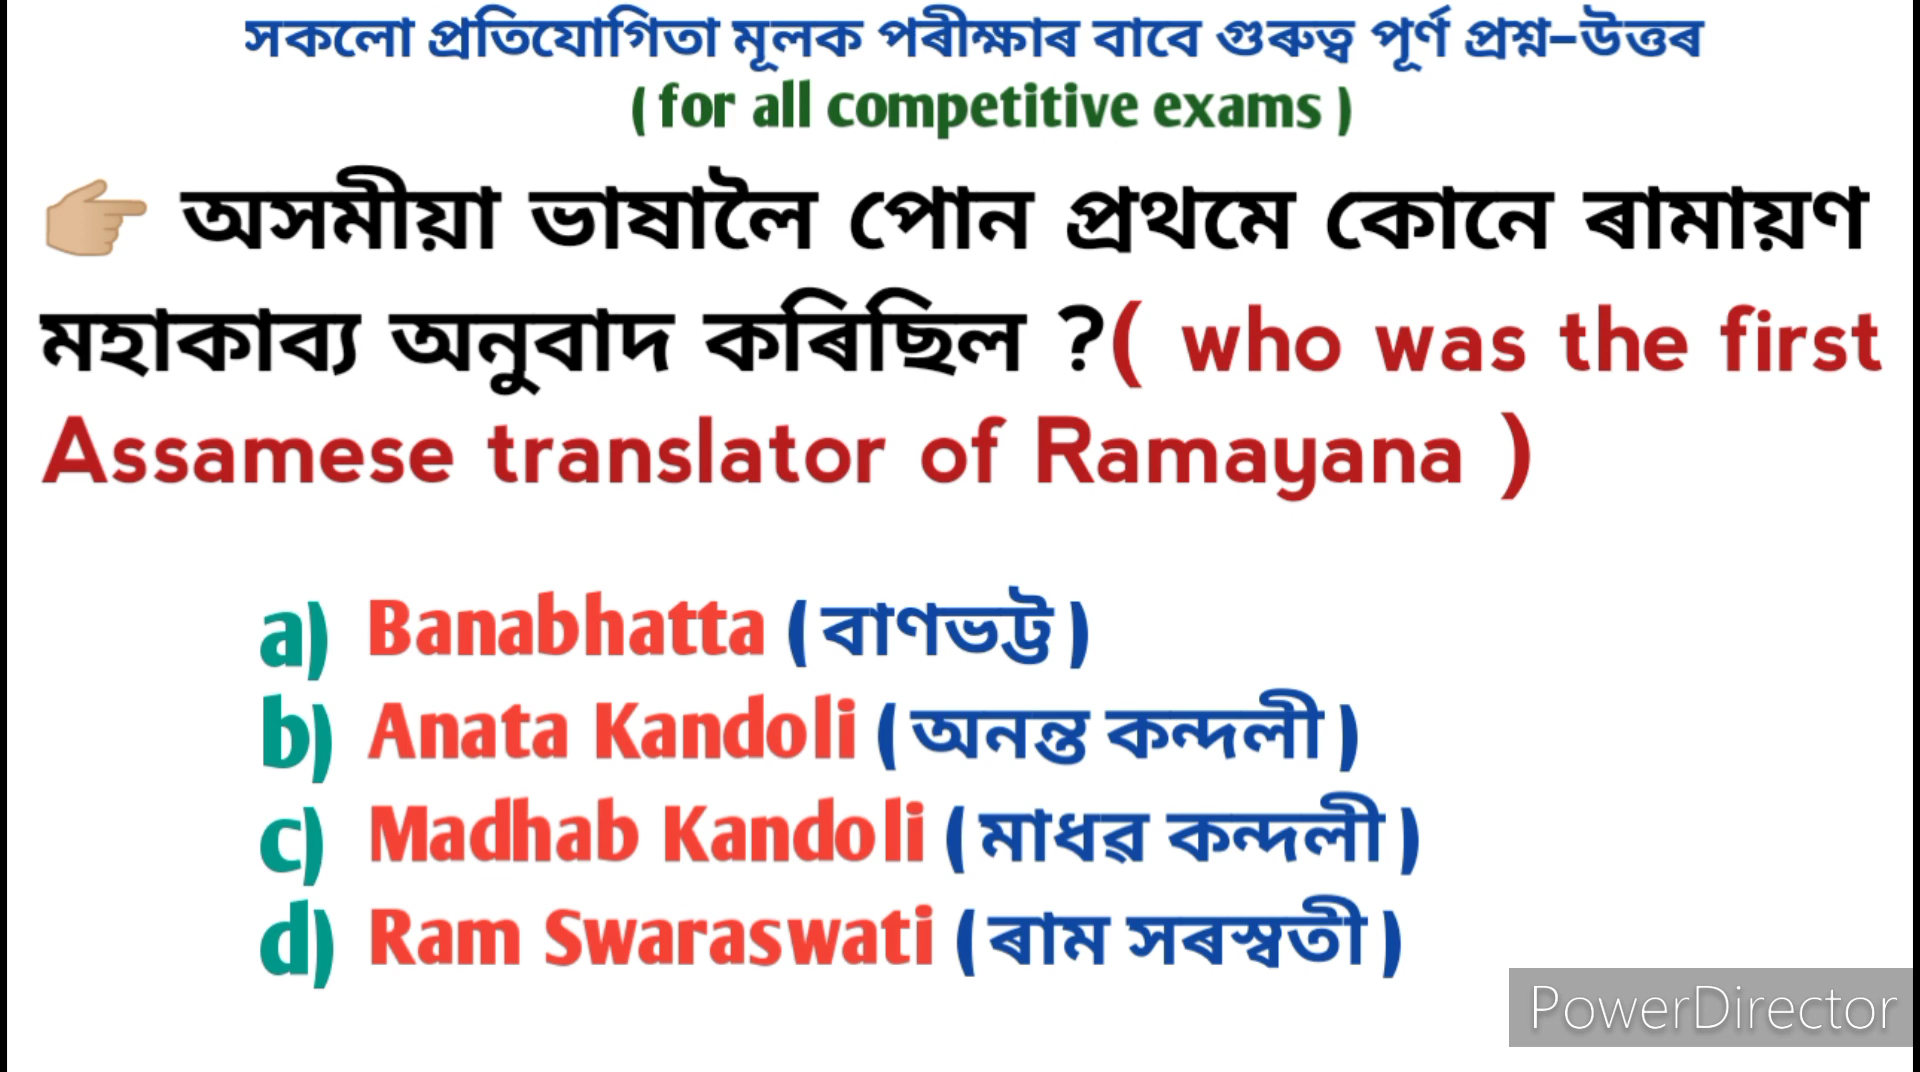 সকলো প্ৰতিযোগিতা মূলক পৰীক্ষাৰ বাবে গুৰুত্ব পূৰ্ণ প্ৰশ্ন-উত্তৰ
( for all competitive exams )
👉🏼 অসমীয়া ভাষালৈ পোন প্ৰথমে কোনে ৰামায়ণ
মহাকাব্য অনুবাদ কৰিছিল ?( who was the first
Assamese translator of Ramayana )
a) Banabhatta ( বাণভট্ট )
b) Anata Kandoli ( অনন্ত কন্দলী )
c) Madhab Kandoli ( মাধৱ কন্দলী )
d) Ram Swaraswati ( ৰাম সৰস্বতী )
PowerDirector